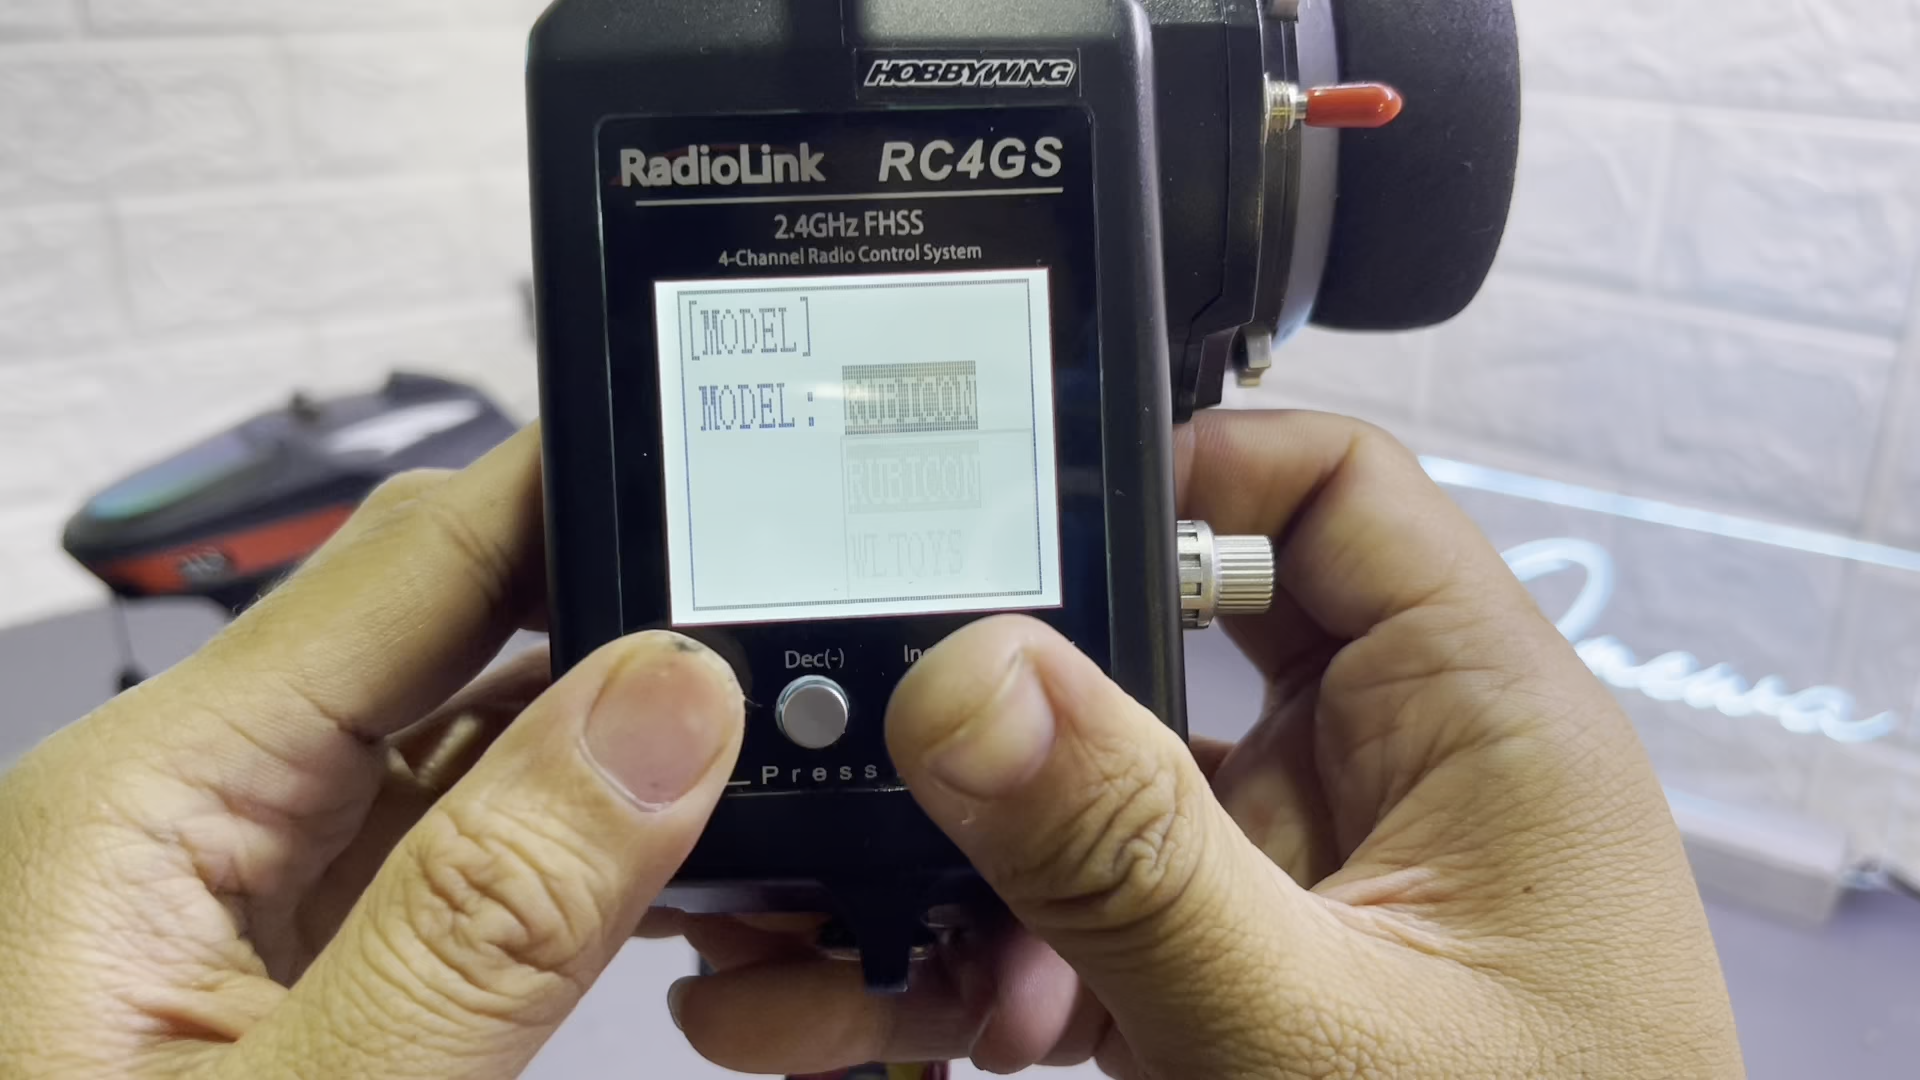 HOBBYWING
RadioLink RC4GS
2.4GHz FHSS
4-Channel Radio Control System
[MODEL]
MODEL: RUBICON
RUBICON
WLTOYS
Dec(-)
Press